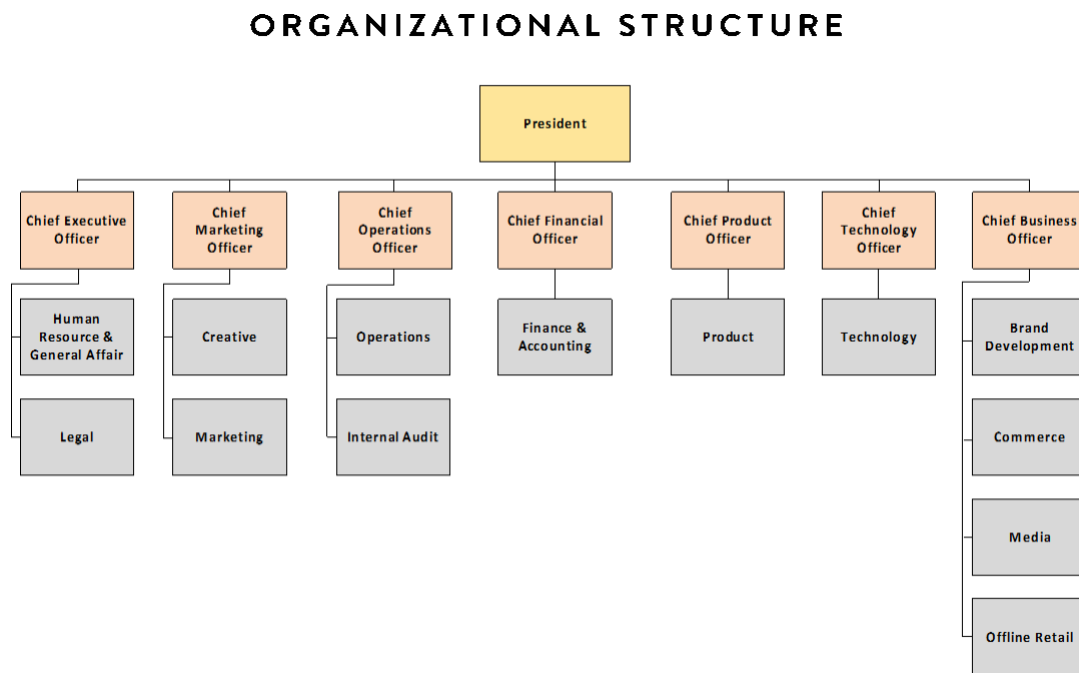 ORGANIZATIONAL STRUCTURE
President
Chief Executive
Officer
Chief
Marketing
Officer
Chief
Operations
Officer
Chief Financial
Officer
Chief Product
Officer
Chief
Technology
Officer
Chief Business
Officer
Human
Resource &
General Affair
Creative
Operations
Finance &
Accounting
Product
Technology
Brand
Development
Legal
Marketing
Internal Audit
Commerce
Media
Offline Retail